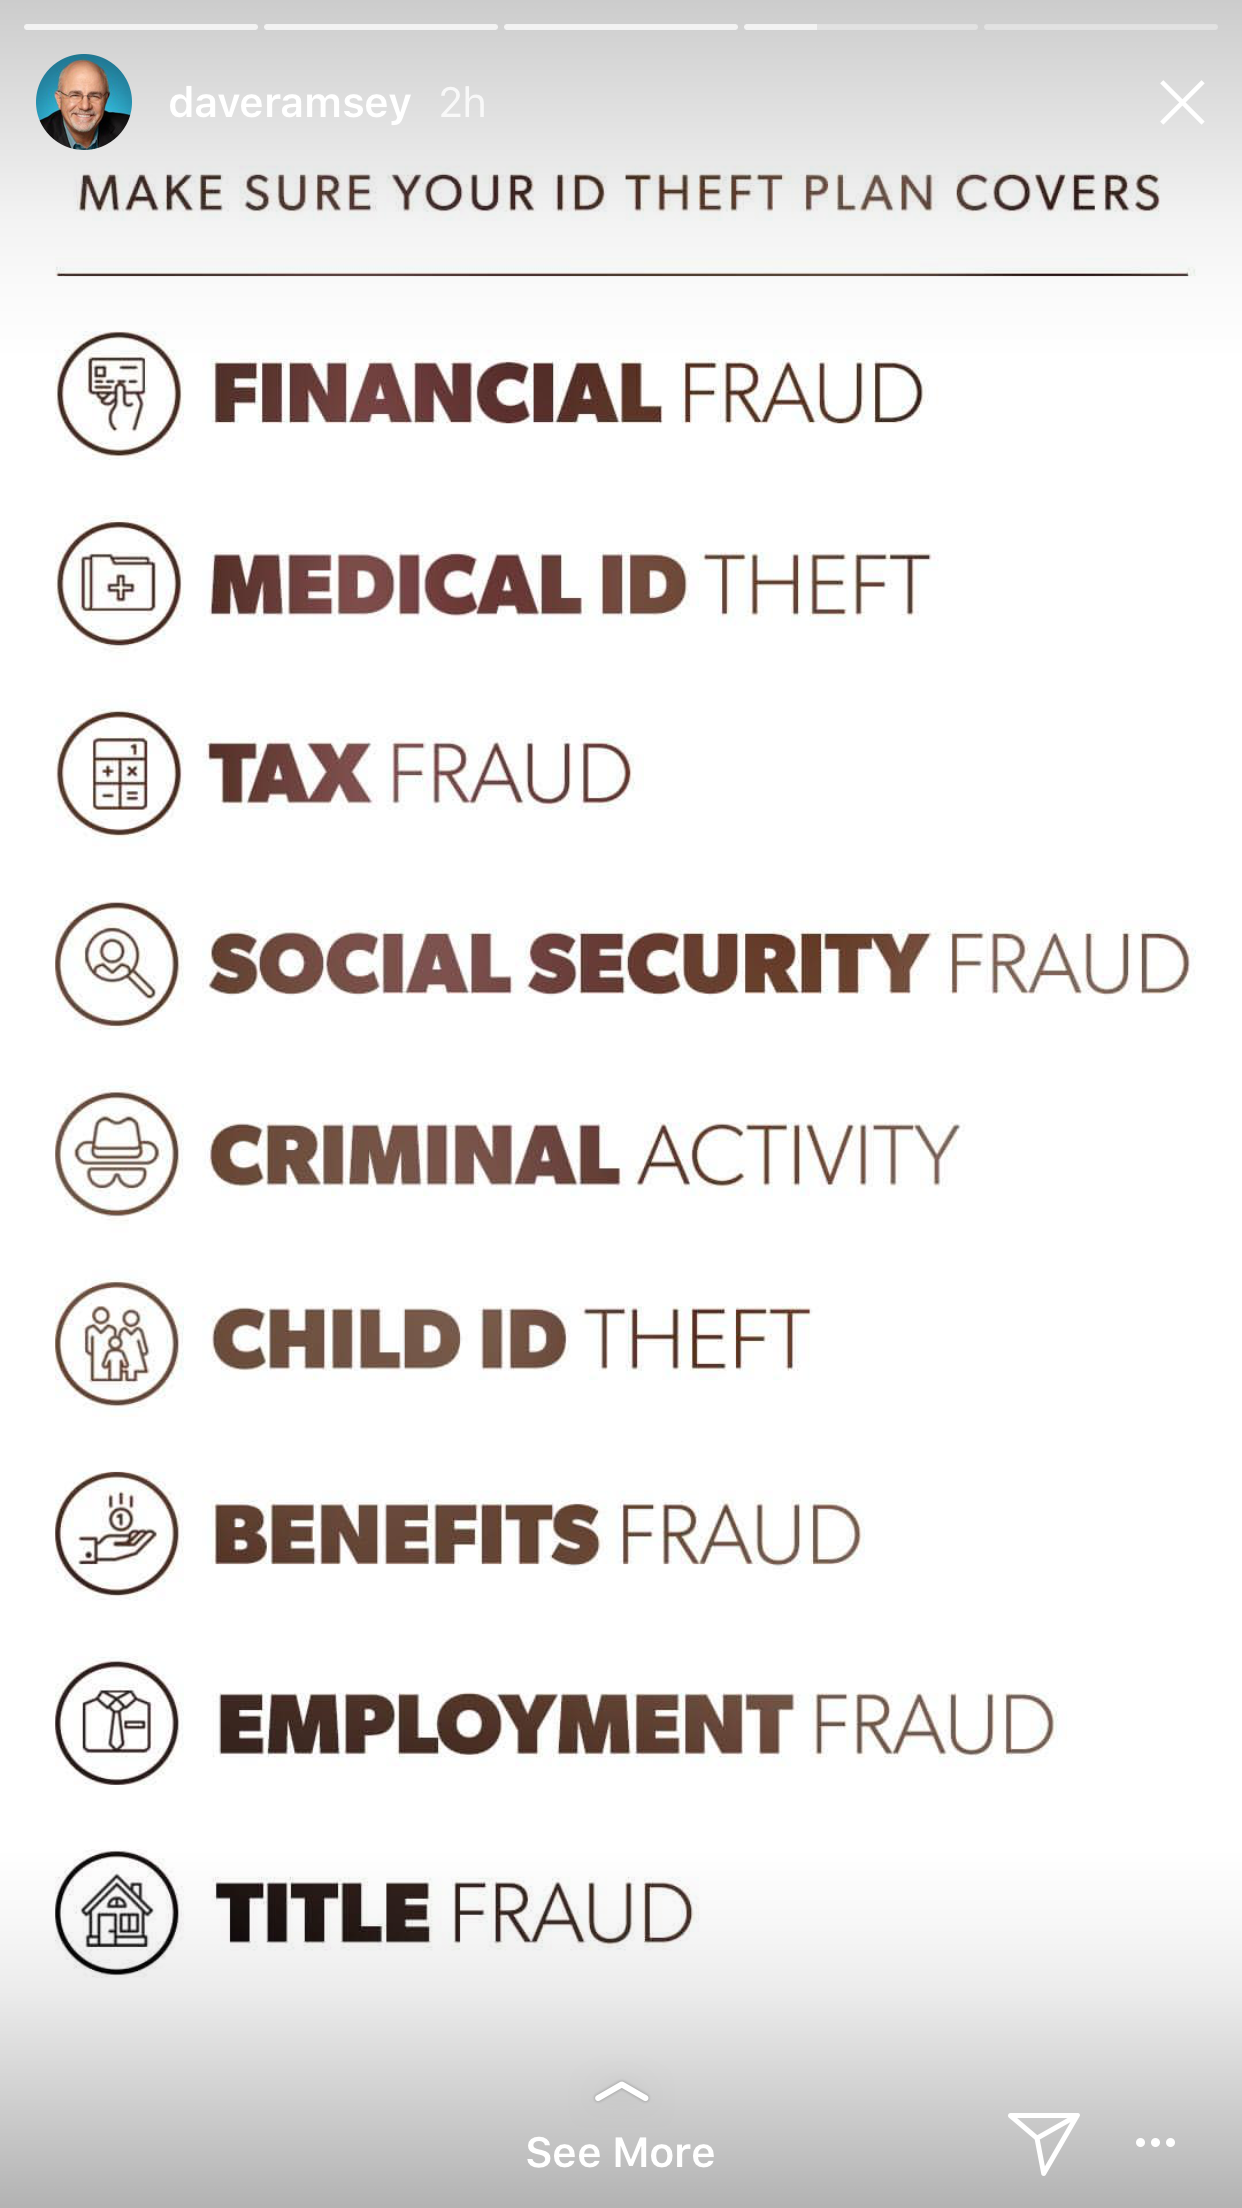 daveramsey 2h
MAKE SURE YOUR ID THEFT PLAN COVERS
FINANCIAL FRAUD
MEDICAL ID THEFT
TAX FRAUD
SOCIAL SECURITY FRAUD
CRIMINAL ACTIVITY
CHILD ID THEFT
BENEFITS FRAUD
EMPLOYMENT FRAUD
TITLE FRAUD
See More